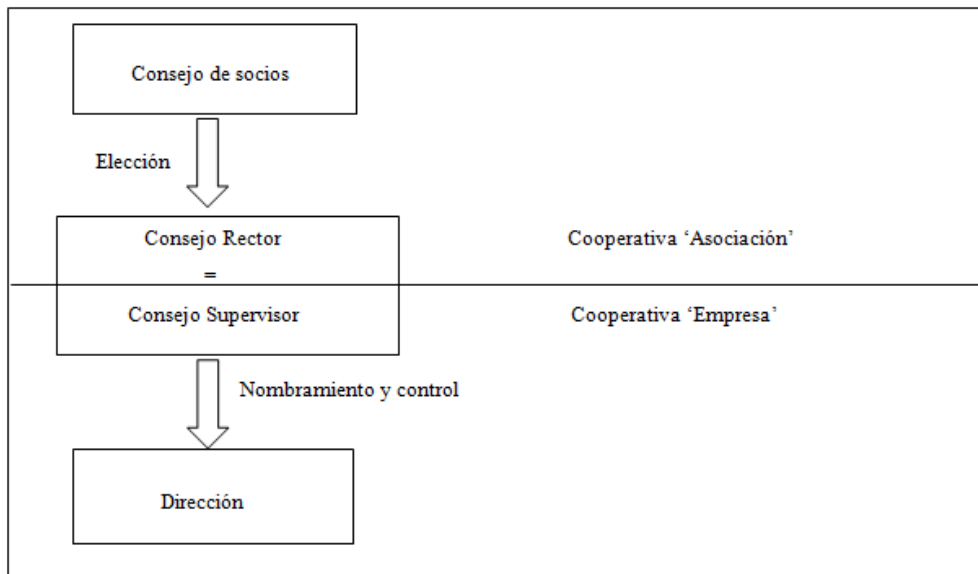 Consejo de socios
Elección
Consejo Rector
Cooperativa ‘Asociación’
=
Consejo Supervisor
Cooperativa ‘Empresa’
Nombramiento y control
Dirección